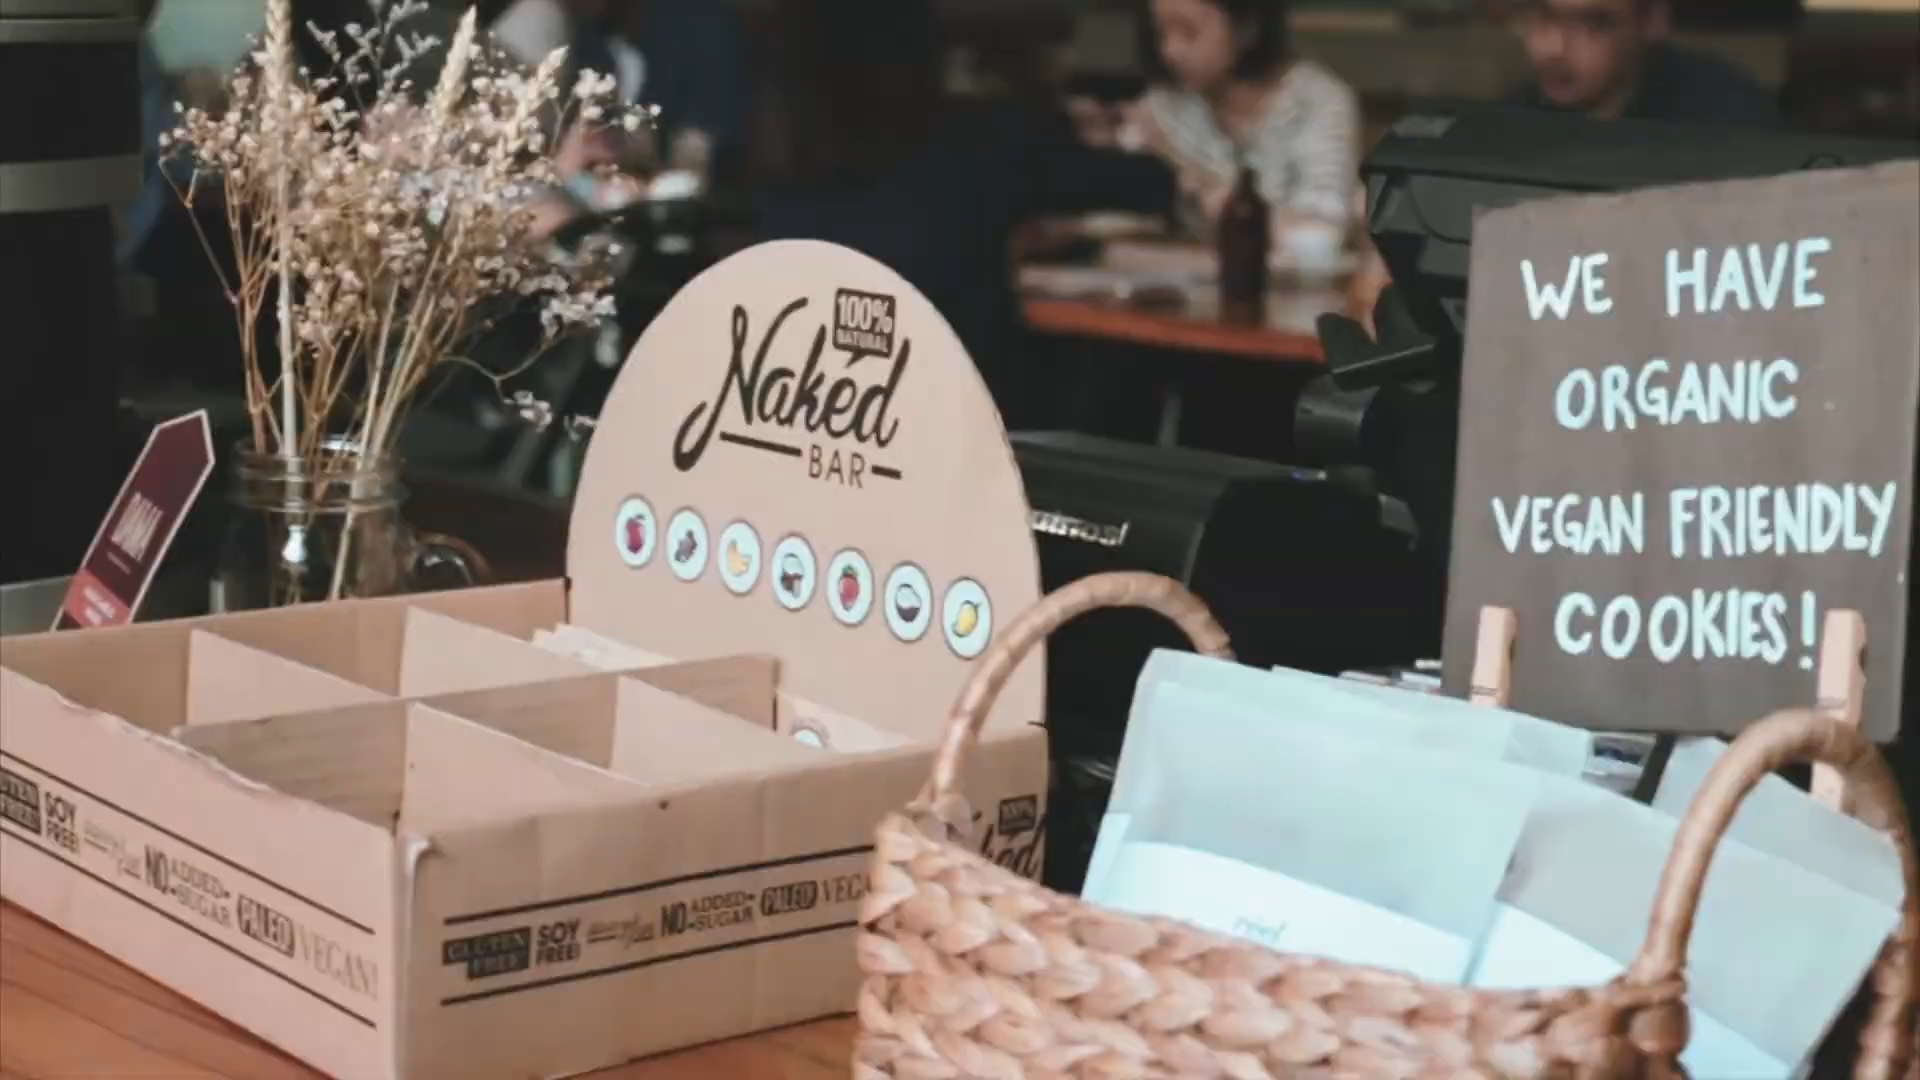 100%
NATURAL
Naked
BAR
WE HAVE
ORGANIC
VEGAN FRIENDLY
COOKIES!
SOY
FREE!
NO ADDED-
SUGAR
PALEO
VEGAN!
GLUTEN
FREE!
SOY
FREE!
NO ADDED-
SUGAR
PALEO
100%